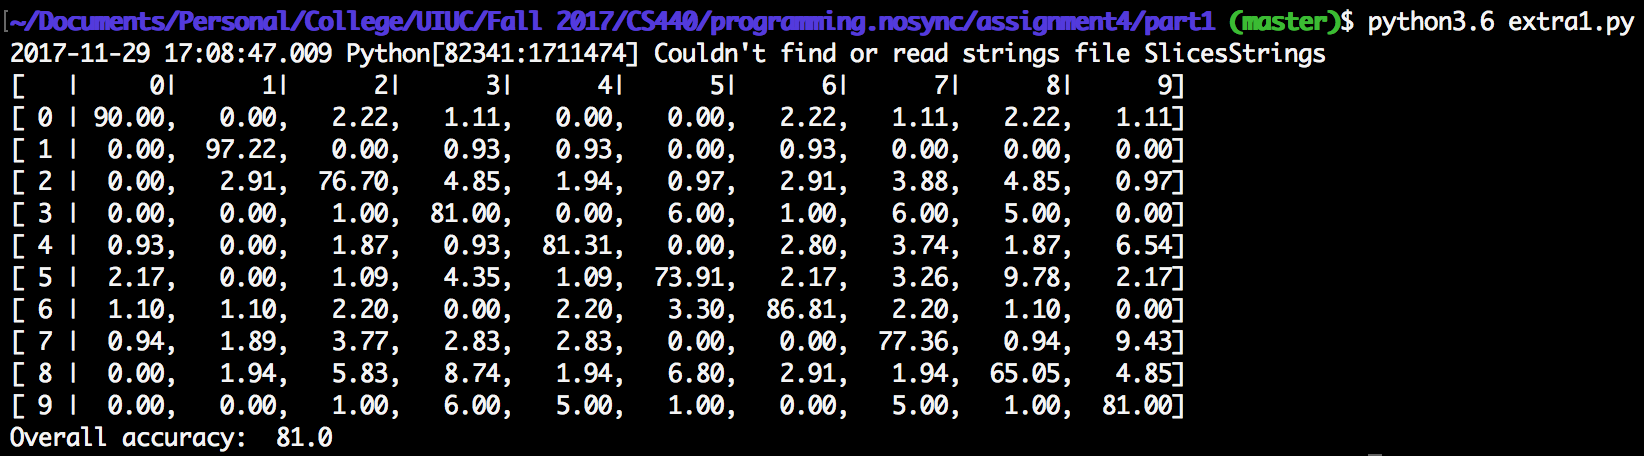 [~/Documents/Personal/College/UIUC/Fall 2017/CS440/programming.nosync/assignment4/part1 (master)$ python3.6 extra1.py
2017-11-29 17:08:47.009 Python[82341:1711474] Couldn't find or read strings file SlicesStrings
[   |     0|     1|     2|     3|     4|     5|     6|     7|     8|     9]
[ 0 | 90.00,  0.00,  2.22,  1.11,  0.00,  0.00,  2.22,  1.11,  2.22,  1.11]
[ 1 |  0.00, 97.22,  0.00,  0.93,  0.93,  0.00,  0.93,  0.00,  0.00,  0.00]
[ 2 |  0.00,  2.91, 76.70,  4.85,  1.94,  0.97,  2.91,  3.88,  4.85,  0.97]
[ 3 |  0.00,  0.00,  1.00, 81.00,  0.00,  6.00,  1.00,  6.00,  5.00,  0.00]
[ 4 |  0.93,  0.00,  1.87,  0.93, 81.31,  0.00,  2.80,  3.74,  1.87,  6.54]
[ 5 |  2.17,  0.00,  1.09,  4.35,  1.09, 73.91,  2.17,  3.26,  9.78,  2.17]
[ 6 |  1.10,  1.10,  2.20,  0.00,  2.20,  3.30, 86.81,  2.20,  1.10,  0.00]
[ 7 |  0.94,  1.89,  3.77,  2.83,  2.83,  0.00,  0.00, 77.36,  0.94,  9.43]
[ 8 |  0.00,  1.94,  5.83,  8.74,  1.94,  6.80,  2.91,  1.94, 65.05,  4.85]
[ 9 |  0.00,  0.00,  1.00,  6.00,  5.00,  1.00,  0.00,  5.00,  1.00, 81.00]
Overall accuracy:  81.0